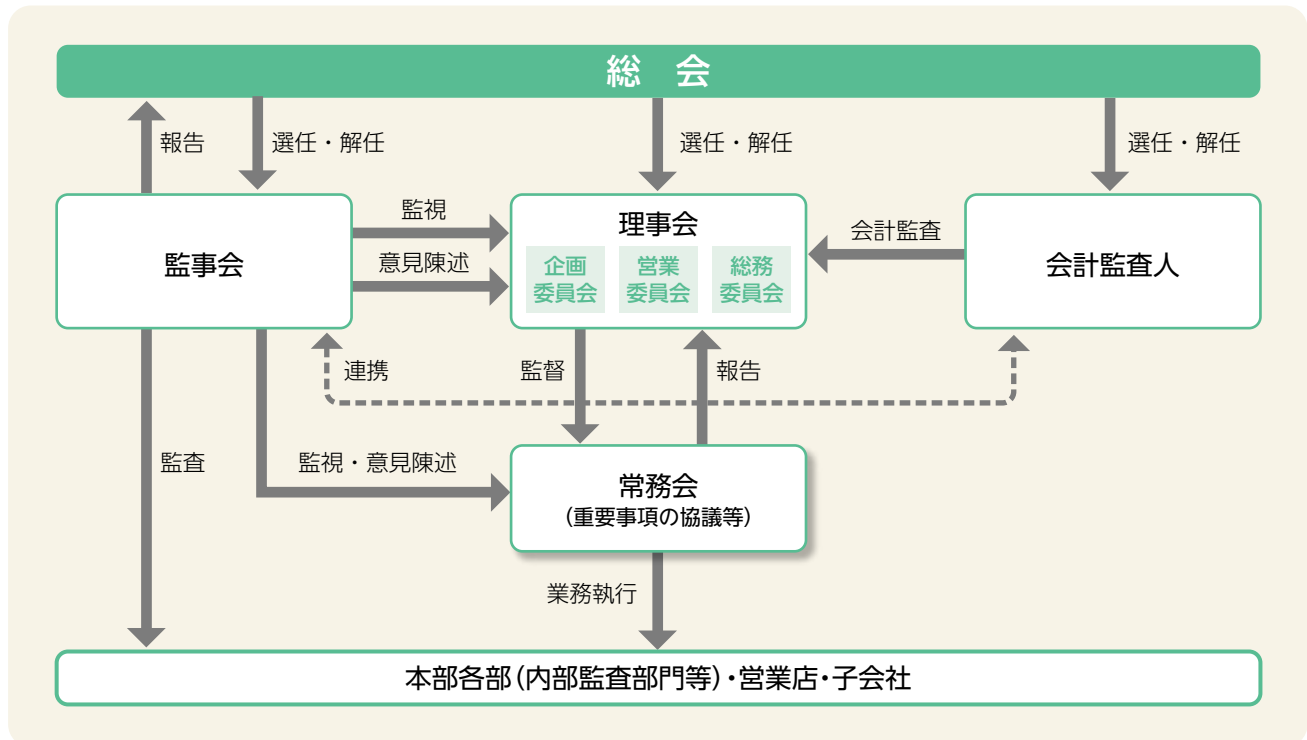 総　会
報告
選任・解任
選任・解任
選任・解任
監事会
監視
意見陳述
理事会
企画
委員会
営業
委員会
総務
委員会
会計監査
会計監査人
連携
監督
報告
監査
監視・意見陳述
常務会
(重要事項の協議等)
業務執行
本部各部(内部監査部門等)・営業店・子会社